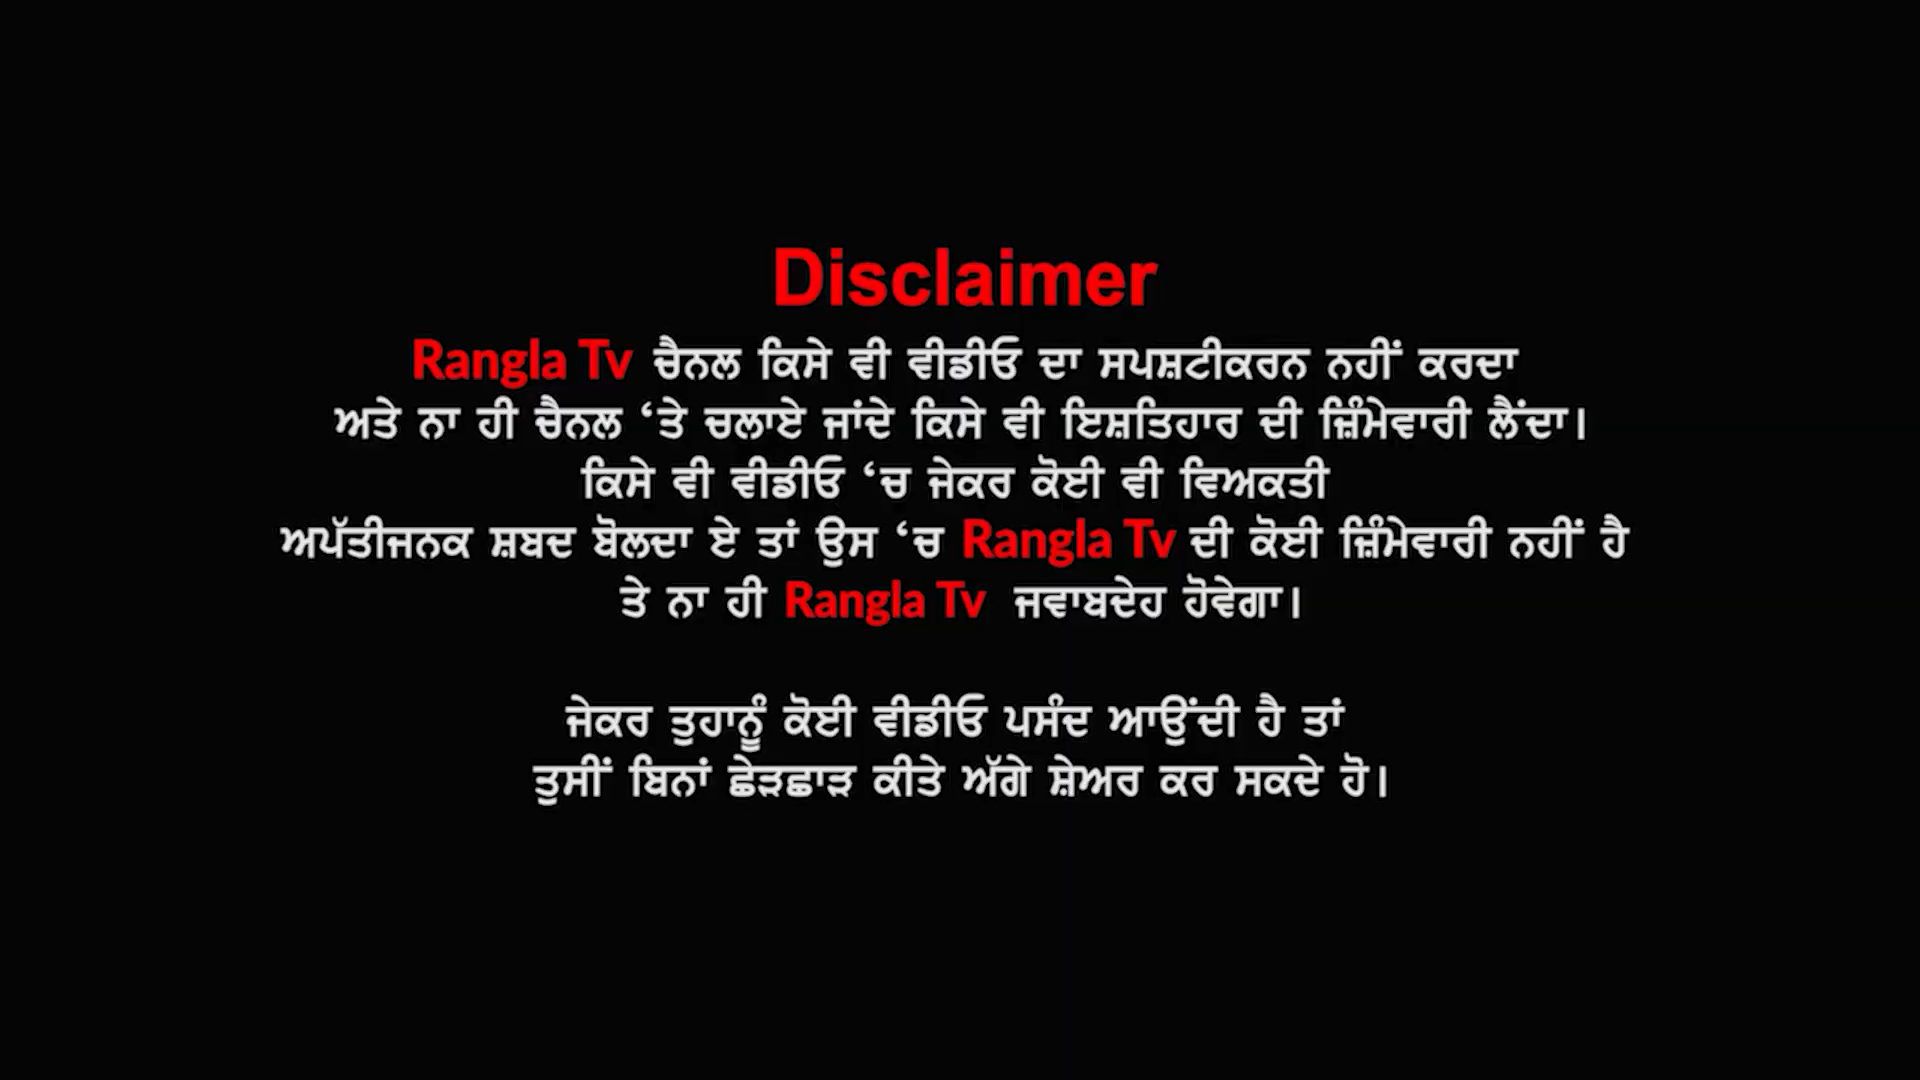 Disclaimer
Rangla Tv ਚੈਨਲ ਕਿਸੇ ਵੀ ਵੀਡੀਓ ਦਾ ਸਪਸ਼ਟੀਕਰਨ ਨਹੀਂ ਕਰਦਾ
ਅਤੇ ਨਾ ਹੀ ਚੈਨਲ ‘ਤੇ ਚਲਾਏ ਜਾਂਦੇ ਕਿਸੇ ਵੀ ਇਸ਼ਤਿਹਾਰ ਦੀ ਜ਼ਿੰਮੇਵਾਰੀ ਲੈਂਦਾ।
ਕਿਸੇ ਵੀ ਵੀਡੀਓ ‘ਚ ਜੇਕਰ ਕੋਈ ਵੀ ਵਿਅਕਤੀ
ਅਪੱਤੀਜਨਕ ਸ਼ਬਦ ਬੋਲਦਾ ਏ ਤਾਂ ਉਸ ‘ਚ Rangla Tv ਦੀ ਕੋਈ ਜ਼ਿੰਮੇਵਾਰੀ ਨਹੀਂ ਹੈ
ਤੇ ਨਾ ਹੀ Rangla Tv ਜਵਾਬਦੇਹ ਹੋਵੇਗਾ।
ਜੇਕਰ ਤੁਹਾਨੂੰ ਕੋਈ ਵੀਡੀਓ ਪਸੰਦ ਆਉਂਦੀ ਹੈ ਤਾਂ
ਤੁਸੀਂ ਬਿਨਾਂ ਛੇੜਛਾੜ ਕੀਤੇ ਅੱਗੇ ਸ਼ੇਅਰ ਕਰ ਸਕਦੇ ਹੋ।